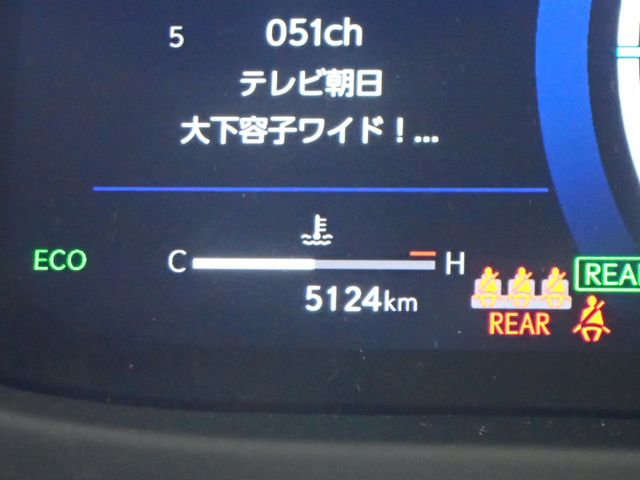 5 051ch
テレビ朝日
大下容子ワイド！...
ECO C H
5124km
REAR
REAR